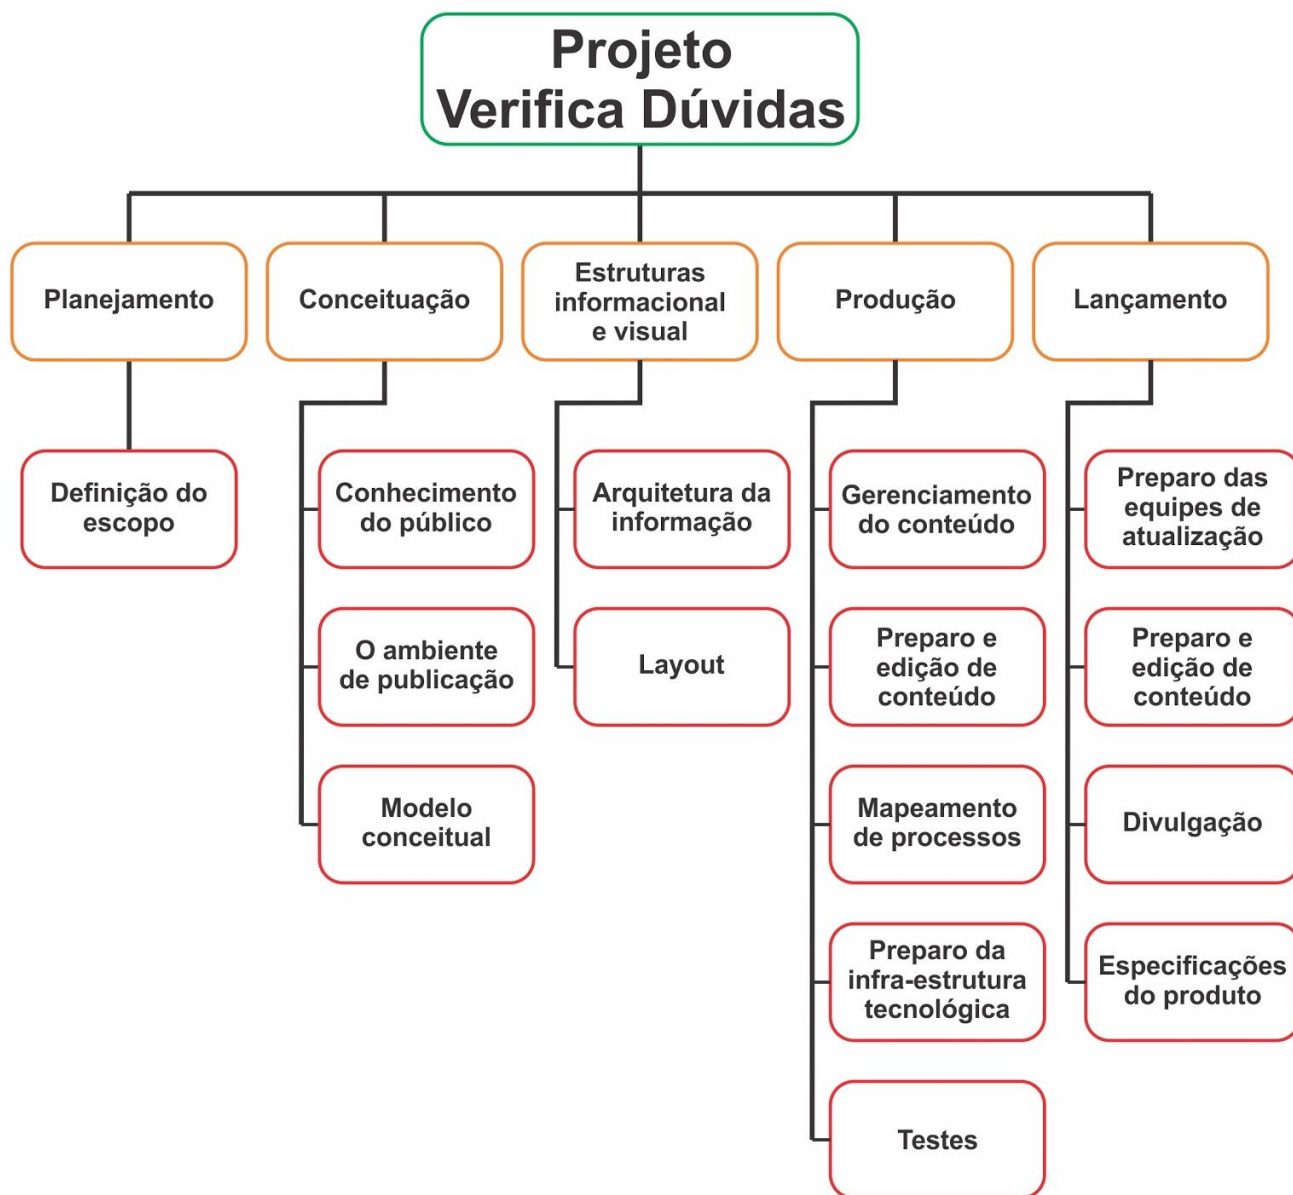 Projeto
Verifica Dúvidas
Planejamento
Conceituação
Estruturas
informacional
e visual
Produção
Lançamento
Definição do
escopo
Conhecimento
do público
O ambiente
de publicação
Modelo
conceitual
Arquitetura da
informação
Layout
Gerenciamento
do conteúdo
Preparo e
edição de
conteúdo
Mapeamento
de processos
Preparo da
infra-estrutura
tecnológica
Testes
Preparo das
equipes de
atualização
Preparo e
edição de
conteúdo
Divulgação
Especificações
do produto